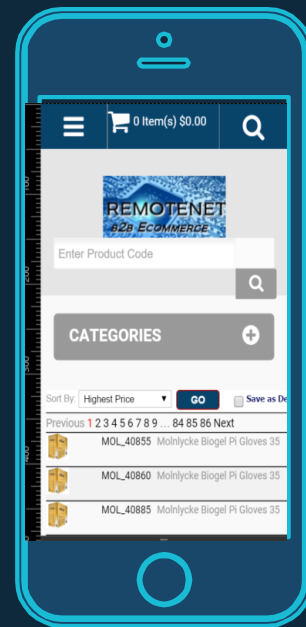 0 Item(s) $0.00
REMOTENET
B2B ECOMMERCE
Enter Product Code
CATEGORIES
Sort By: Highest Price GO Save as De
Previous 1 2 3 4 5 6 7 8 9 ... 84 85 86 Next
MOL_40855 Molnlycke Biogel Pi Gloves 35
MOL_40860 Molnlycke Biogel Pi Gloves 35
MOL_40885 Molnlycke Biogel Pi Gloves 35